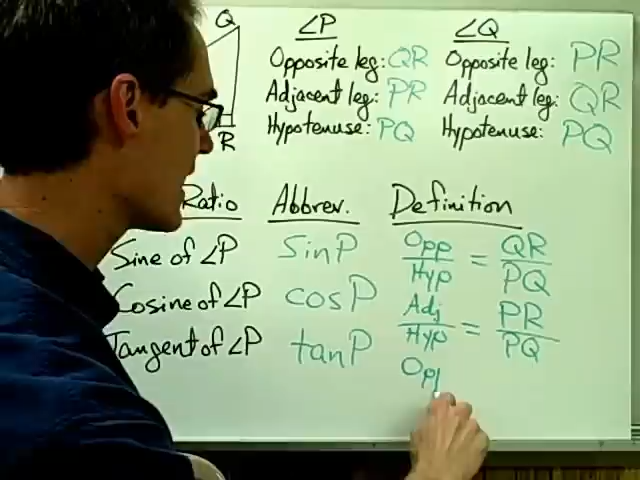 Q ∠P ∠Q
Opposite leg: QR Opposite leg: PR
Adjacent leg: PR Adjacent leg: QR
R Hypotenuse: PQ Hypotenuse: PQ
Ratio Abbrev. Definition
Sine of ∠P sinP Opp/Hyp = QR/PQ
Cosine of ∠P cosP Adj/Hyp = PR/PQ
Tangent of ∠P tanP Op